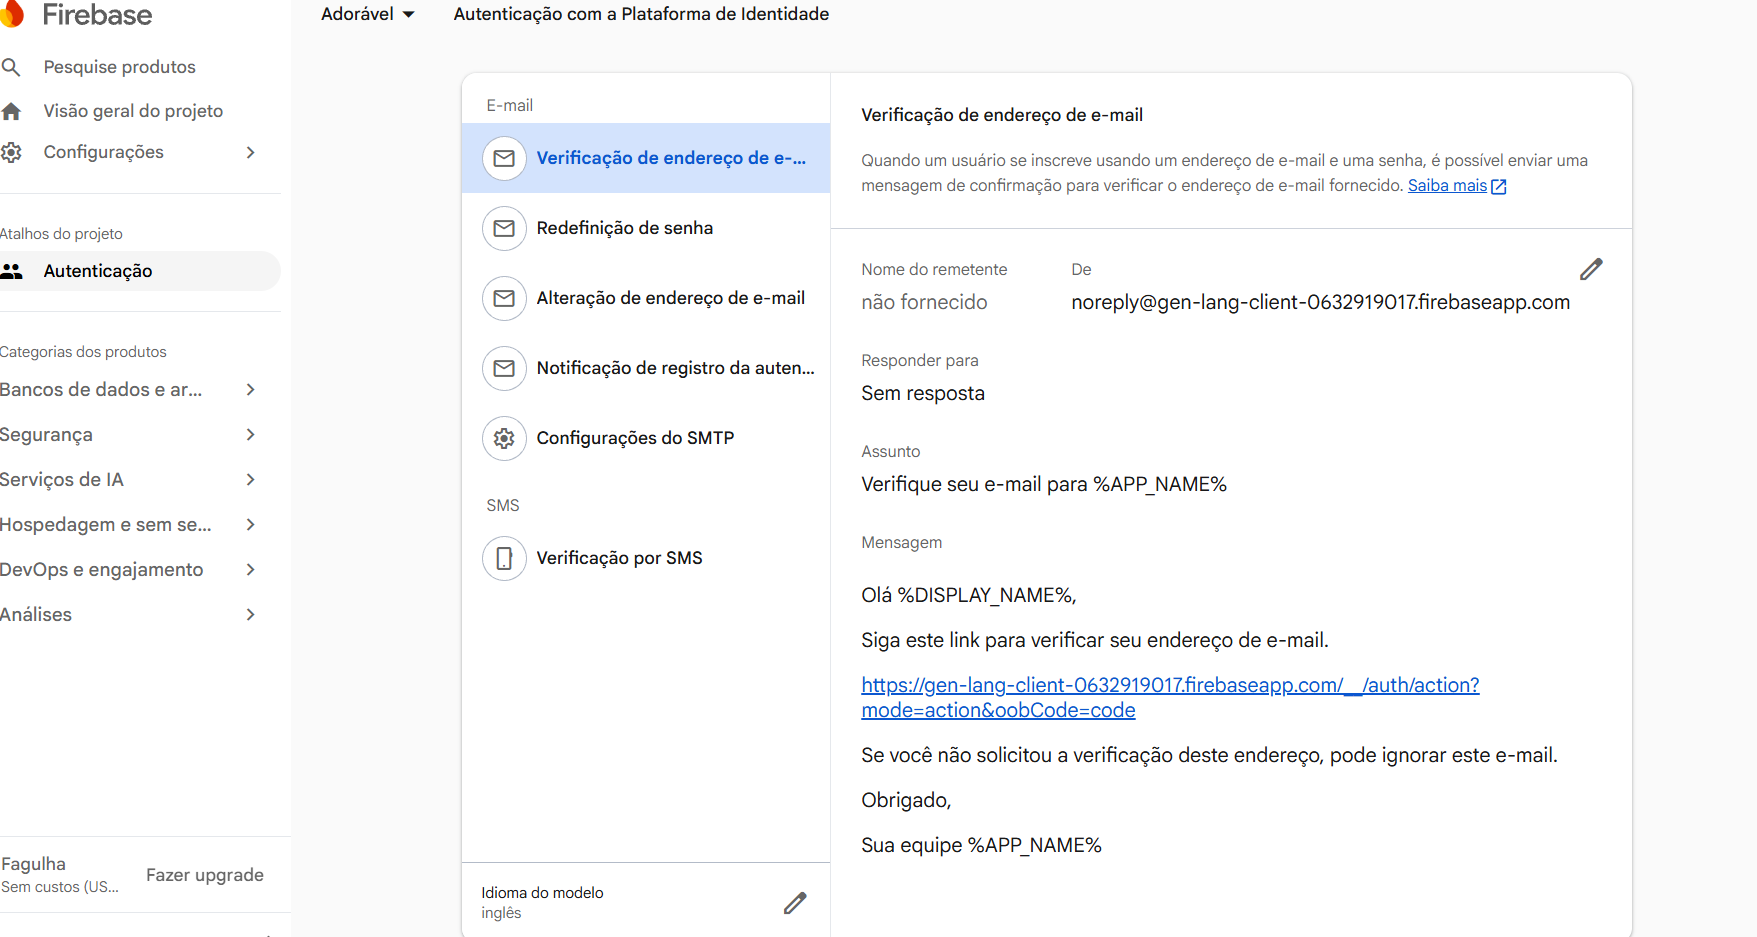 Firebase
Adorável
Autenticação com a Plataforma de Identidade
Pesquise produtos
Visão geral do projeto
Configurações
Atalhos do projeto
Autenticação
Categorias dos produtos
Bancos de dados e ar...
Segurança
Serviços de IA
Hospedagem e sem se...
DevOps e engajamento
Análises
Fagulha
Sem custos (US...
Fazer upgrade
E-mail
Verificação de endereço de e-...
Redefinição de senha
Alteração de endereço de e-mail
Notificação de registro da auten...
Configurações do SMTP
SMS
Verificação por SMS
Idioma do modelo
inglês
Verificação de endereço de e-mail
Quando um usuário se inscreve usando um endereço de e-mail e uma senha, é possível enviar uma
mensagem de confirmação para verificar o endereço de e-mail fornecido. Saiba mais
Nome do remetente
não fornecido
De
noreply@gen-lang-client-0632919017.firebaseapp.com
Responder para
Sem resposta
Assunto
Verifique seu e-mail para %APP_NAME%
Mensagem
Olá %DISPLAY_NAME%,
Siga este link para verificar seu endereço de e-mail.
https://gen-lang-client-0632919017.firebaseapp.com/__/auth/action?
mode=action&oobCode=code
Se você não solicitou a verificação deste endereço, pode ignorar este e-mail.
Obrigado,
Sua equipe %APP_NAME%